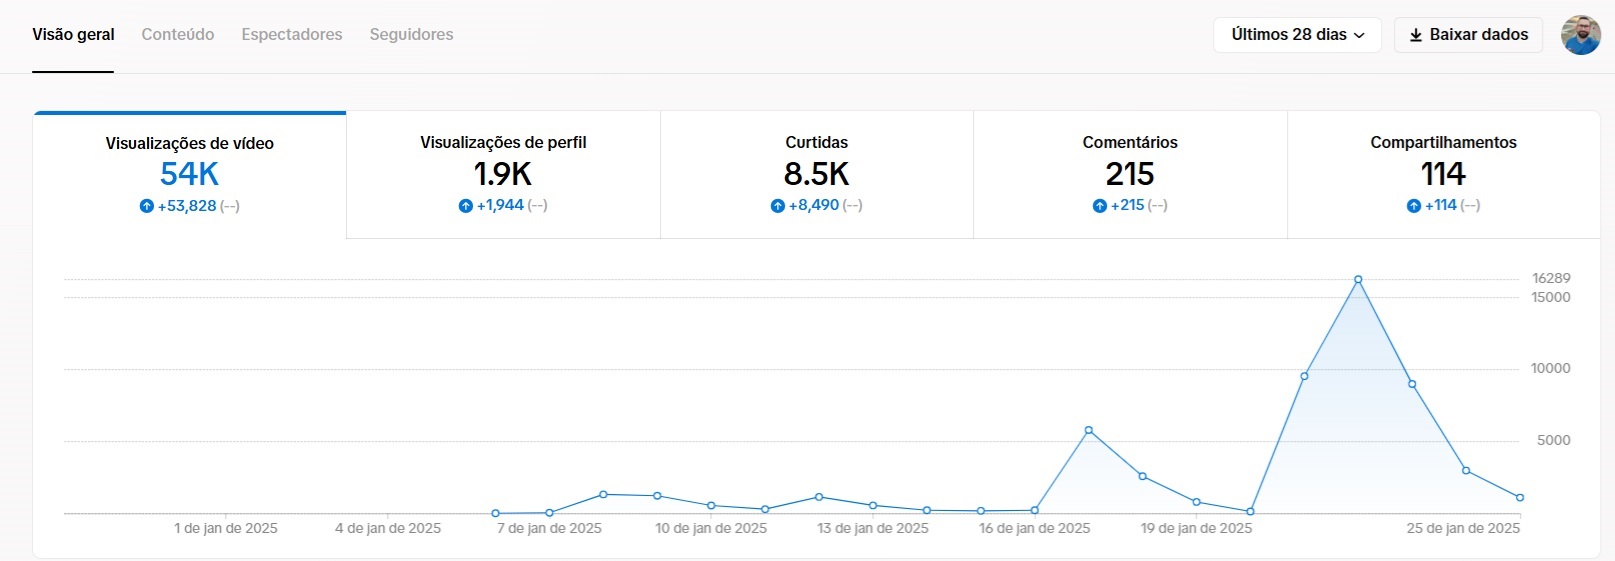 Visão geral Conteúdo Espectadores Seguidores Últimos 28 dias Baixar dados
Visualizações de vídeo
54K
+53,828 (--)
Visualizações de perfil
1.9K
+1,944 (--)
Curtidas
8.5K
+8,490 (--)
Comentários
215
+215 (--)
Compartilhamentos
114
+114 (--)
16289
15000
10000
5000
1 de jan de 2025 4 de jan de 2025 7 de jan de 2025 10 de jan de 2025 13 de jan de 2025 16 de jan de 2025 19 de jan de 2025 25 de jan de 2025